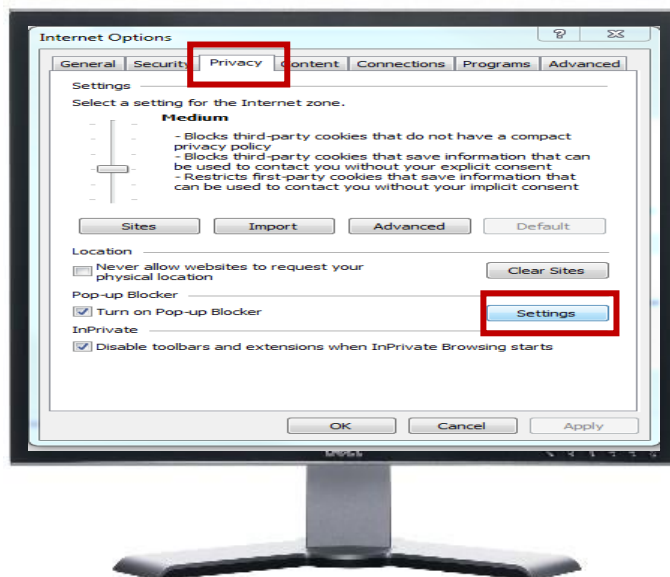 Internet Options
General Security Privacy Content Connections Programs Advanced
Settings
Select a setting for the Internet zone.
Medium
- Blocks third-party cookies that do not have a compact
privacy policy
- Blocks third-party cookies that save information that can
be used to contact you without your explicit consent
- Restricts first-party cookies that save information that
can be used to contact you without your implicit consent
Sites Import Advanced Default
Location
Never allow websites to request your
physical location
Clear Sites
Pop-up Blocker
Turn on Pop-up Blocker
Settings
InPrivate
Disable toolbars and extensions when InPrivate Browsing starts
OK Cancel Apply
DELL